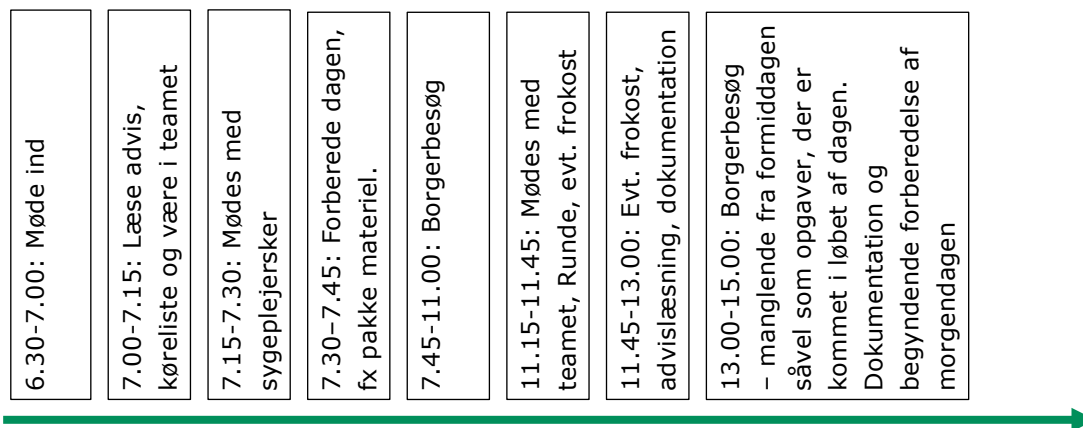 6.30-7.00: Møde ind
7.00-7.15: Læse advis,
køreliste og være i teamet
7.15-7.30: Mødes med
sygeplejersker
7.30–7.45: Forberede dagen,
fx pakke materiel.
7.45-11.00: Borgerbesøg
11.15-11.45: Mødes med
teamet, Runde, evt. frokost
11.45-13.00: Evt. frokost,
advislæsning, dokumentation
13.00-15.00: Borgerbesøg
– manglende fra formiddagen
såvel som opgaver, der er
kommet i løbet af dagen.
Dokumentation og
begyndende forberedelse af
morgendagen